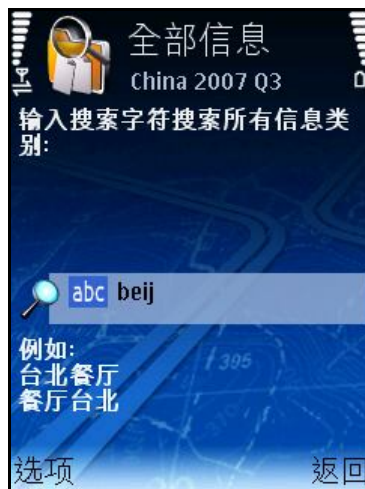 全部信息
China 2007 Q3
输入搜索字符搜索所有信息类
别:
abc beij
例如:
台北餐厅
餐厅台北
395
选项 返回